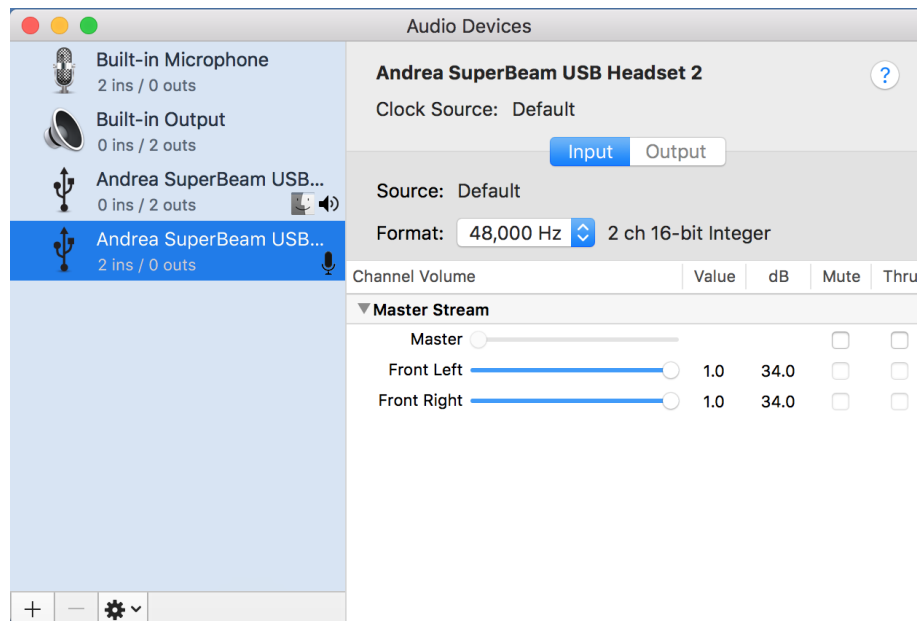 Audio Devices
Built-in Microphone
2 ins / 0 outs
Built-in Output
0 ins / 2 outs
Andrea SuperBeam USB...
0 ins / 2 outs
Andrea SuperBeam USB...
2 ins / 0 outs
Andrea SuperBeam USB Headset 2
?
Clock Source: Default
Input Output
Source: Default
Format: 48,000 Hz 2 ch 16-bit Integer
Channel Volume Value dB Mute Thru
Master Stream
Master
Front Left 1.0 34.0
Front Right 1.0 34.0